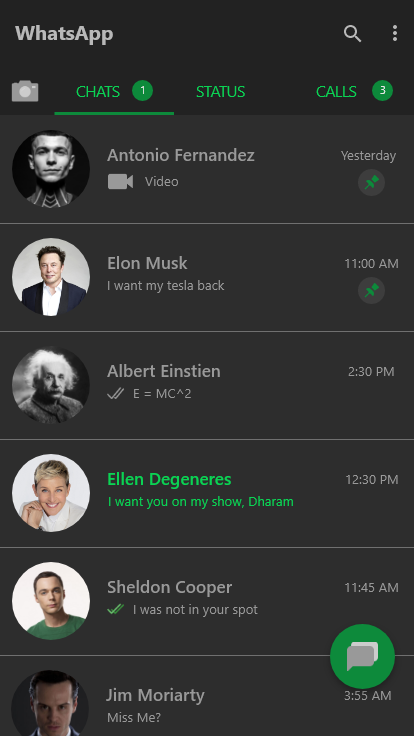 WhatsApp
CHATS 1 STATUS CALLS 3
Antonio Fernandez Yesterday
Video
Elon Musk 11:00 AM
I want my tesla back
Albert Einstien 2:30 PM
E = MC^2
Ellen Degeneres 12:30 PM
I want you on my show, Dharam
Sheldon Cooper 11:45 AM
I was not in your spot
Jim Moriarty 3:55 AM
Miss Me?